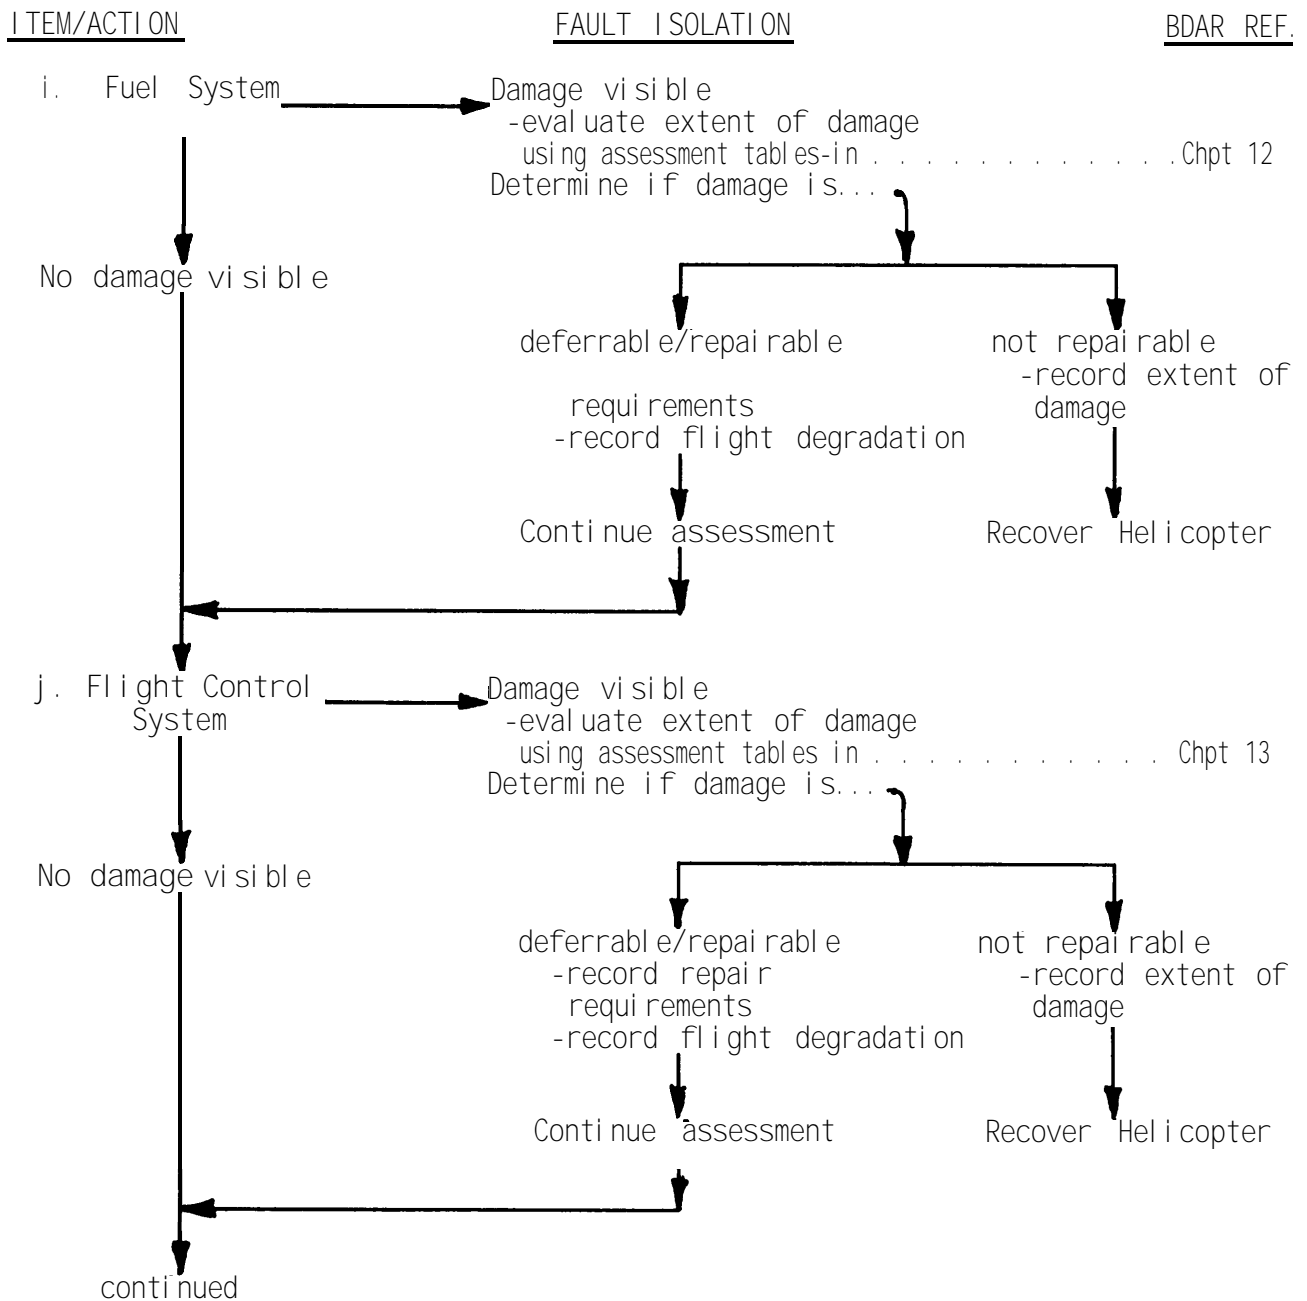 ITEM/ACTION FAULT ISOLATION BDAR REF.
i. Fuel System Damage visible
-evaluate extent of damage
using assessment tables-in . . . . . . . . . . . . Chpt 12
Determine if damage is...
No damage visible
deferrable/repairable not repairable
-record extent of
requirements damage
-record flight degradation
Continue assessment Recover Helicopter
j. Flight Control Damage visible
System -evaluate extent of damage
using assessment tables in . . . . . . . . . . . . Chpt 13
Determine if damage is...
No damage visible
deferrable/repairable not repairable
-record repair -record extent of
requirements damage
-record flight degradation
Continue assessment Recover Helicopter
continued